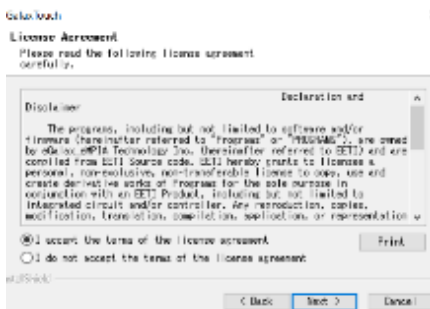 GalaxTouch
License Agreement
Please read the following license agreement
carefully.
Declaration and
Disclaimer
The programs, including but not limited to software and/or
firmware (hereinafter referred to "Programs" or "PROGRAMS"), are owned
by eGalax_eMPIA Technology Inc. (hereinafter referred to EETI) and are
compiled from EETI Source code. EETI hereby grants to licensee a
personal, non-exclusive, non-transferable license to copy, use and
create derivative works of Programs for the sole purpose in
conjunction with an EETI Product, including but not limited to
integrated circuit and/or controller. Any reproduction, copies,
modification, translation, compilation, application, or representation
I accept the terms of the license agreement
Print
I do not accept the terms of the license agreement
InstallShield
< Back
Next >
Cancel